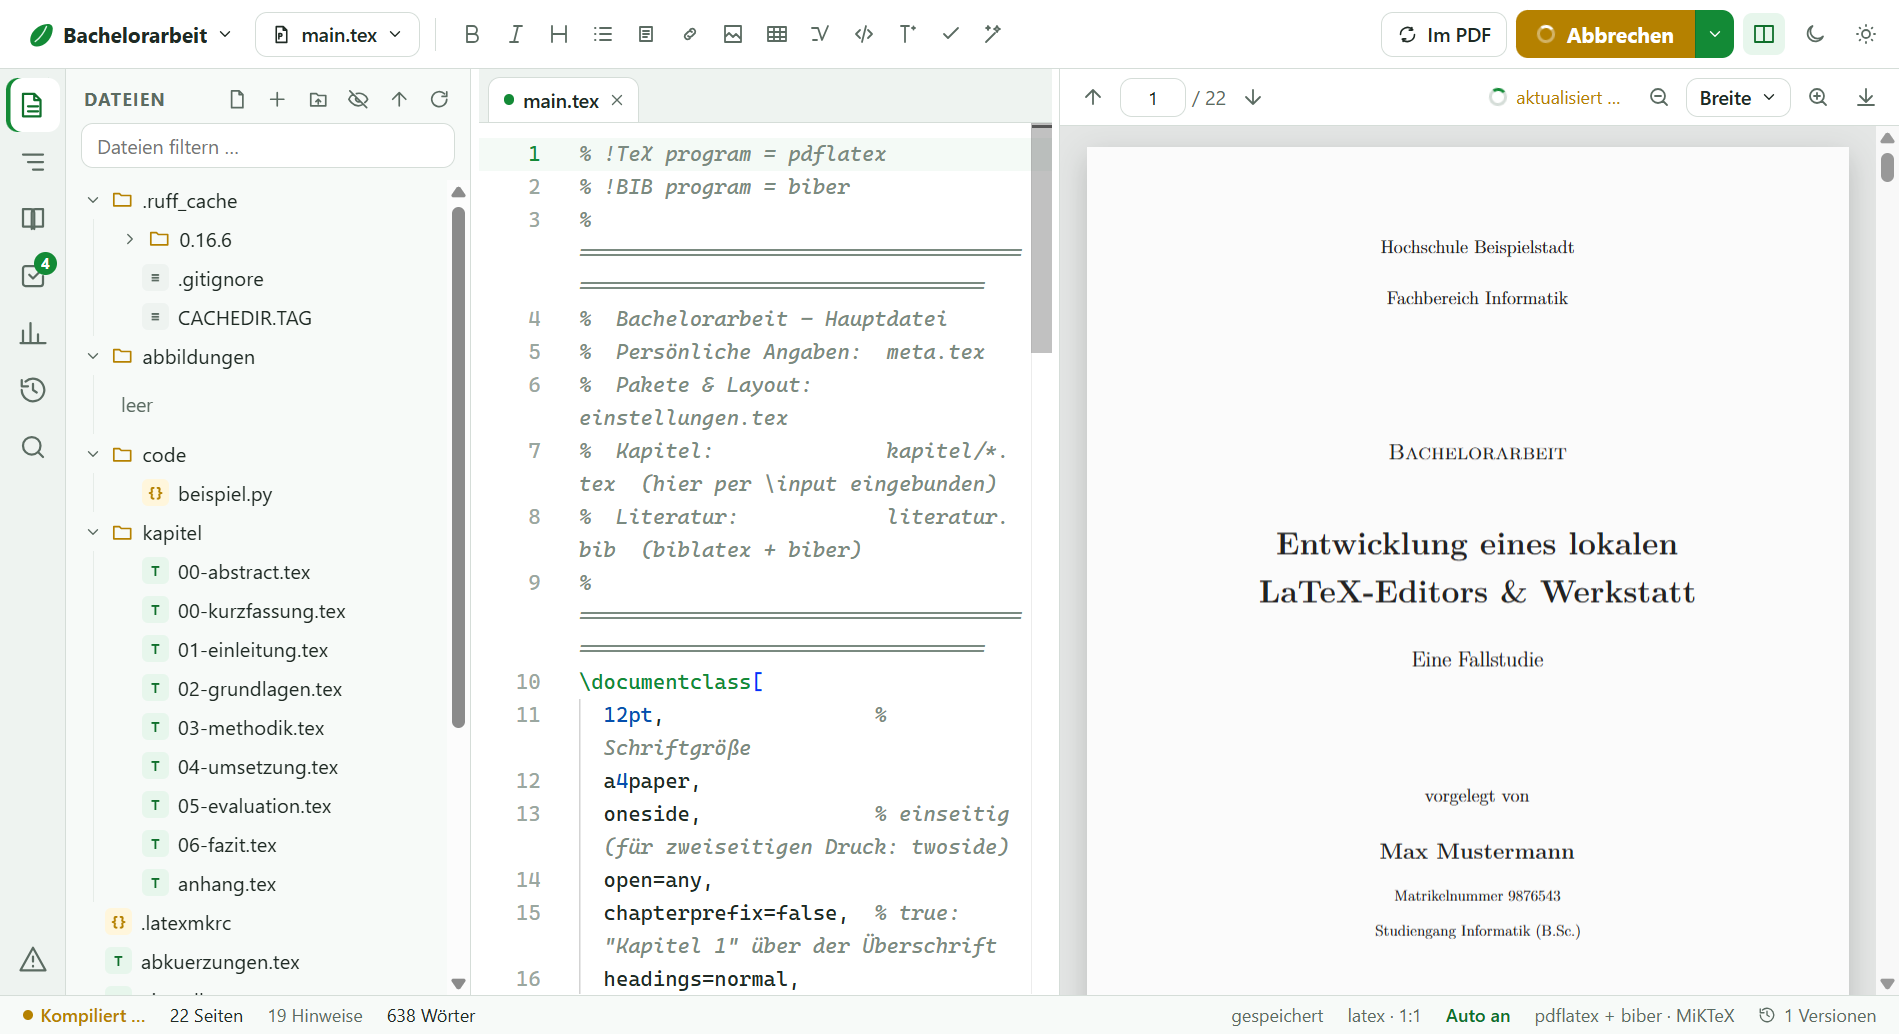 Bachelorarbeit
main.tex
Im PDF
Abbrechen
DATEIEN
Dateien filtern ...
.ruff_cache
0.16.6
.gitignore
CACHEDIR.TAG
abbildungen
leer
code
beispiel.py
kapitel
00-abstract.tex
00-kurzfassung.tex
01-einleitung.tex
02-grundlagen.tex
03-methodik.tex
04-umsetzung.tex
05-evaluation.tex
06-fazit.tex
anhang.tex
.latexmkrc
abkuerzungen.tex
4
main.tex
1 % !TeX program = pdflatex
2 % !BIB program = biber
3 %
====================================
=================================
4 %  Bachelorarbeit – Hauptdatei
5 %  Persönliche Angaben:  meta.tex
6 %  Pakete & Layout:
einstellungen.tex
7 %  Kapitel:              kapitel/*.
tex  (hier per \input eingebunden)
8 %  Literatur:            literatur.
bib  (biblatex + biber)
9 %
====================================
=================================
10 \documentclass[
11   12pt,                 %
Schriftgröße
12   a4paper,
13   oneside,              % einseitig
(für zweiseitigen Druck: twoside)
14   open=any,
15   chapterprefix=false,  % true:
"Kapitel 1" über der Überschrift
16   headings=normal,
1 / 22
aktualisiert ...
Breite
Hochschule Beispielstadt
Fachbereich Informatik
BACHELORARBEIT
Entwicklung eines lokalen
LaTeX-Editors & Werkstatt
Eine Fallstudie
vorgelegt von
Max Mustermann
Matrikelnummer 9876543
Studiengang Informatik (B.Sc.)
Kompiliert ... 22 Seiten 19 Hinweise 638 Wörter
gespeichert latex · 1:1 Auto an pdflatex + biber · MiKTeX 1 Versionen